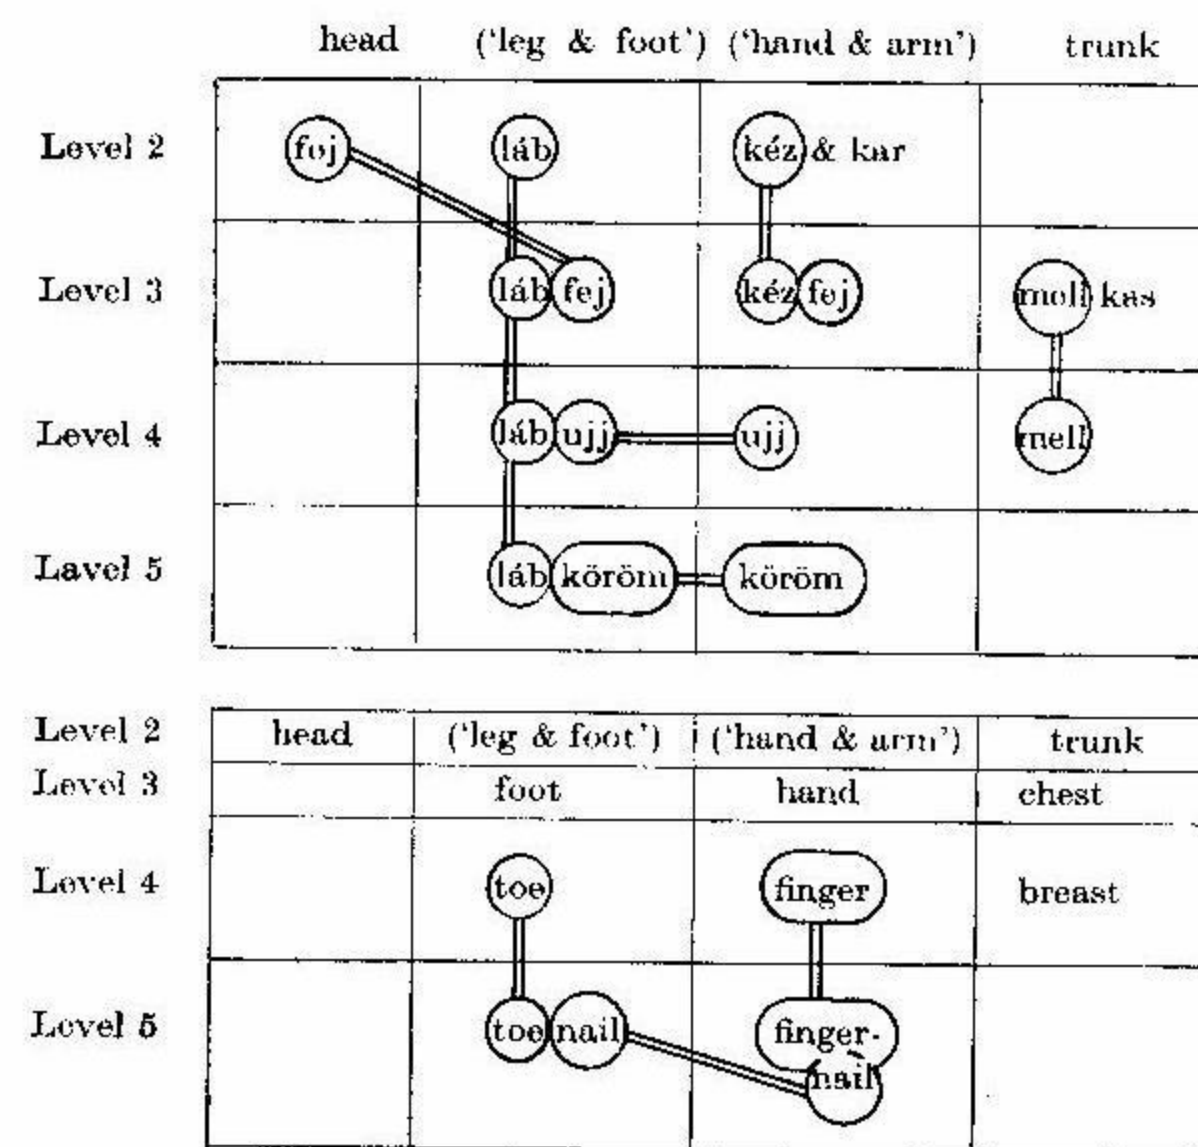 head ('leg & foot') ('hand & arm') trunk
Level 2 fej láb kéz & kar
Level 3 láb fej kéz fej mell kas
Level 4 láb ujj ujj mell
Lavel 5 láb köröm köröm
Level 2 head ('leg & foot') ('hand & arm') trunk
Level 3 foot hand chest
Level 4 toe finger breast
Level 5 toe nail finger-
nail